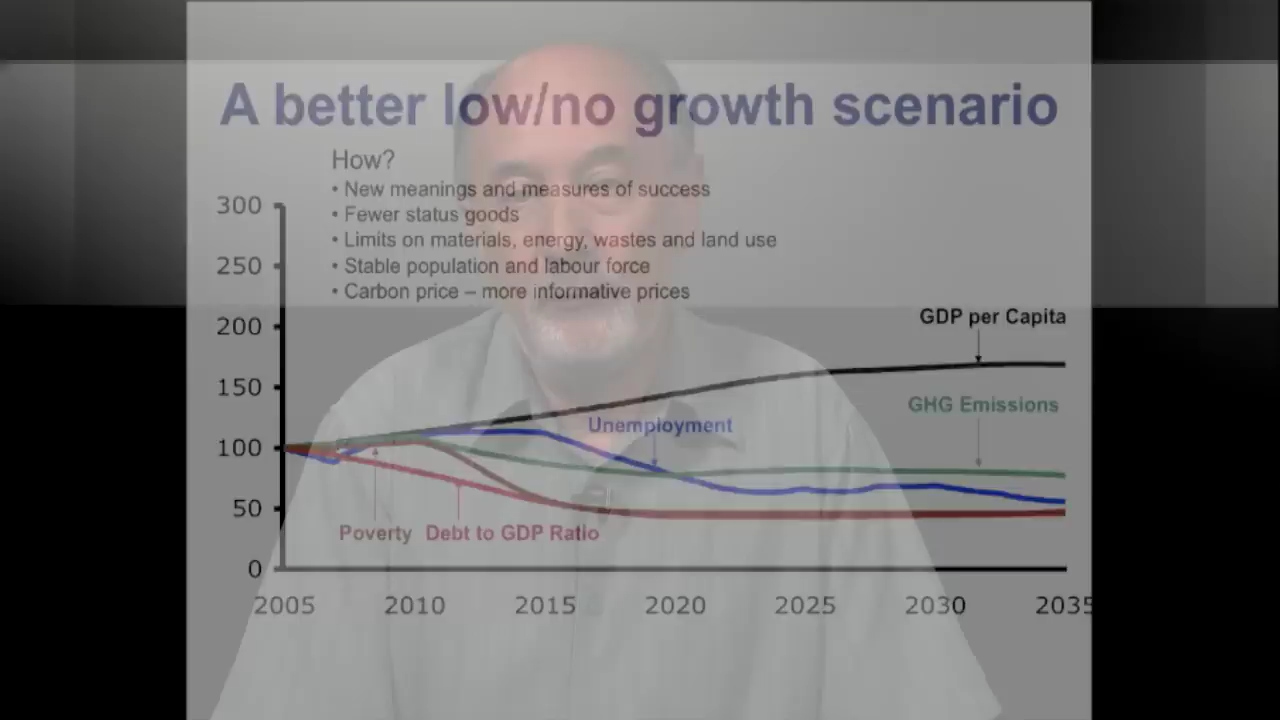 A better low/no growth scenario
How?
• New meanings and measures of success
• Fewer status goods
• Limits on materials, energy, wastes and land use
• Stable population and labour force
• Carbon price – more informative prices
300
250
200
150
100
50
0
GDP per Capita
GHG Emissions
Unemployment
Poverty
Debt to GDP Ratio
2005 2010 2015 2020 2025 2030 2035